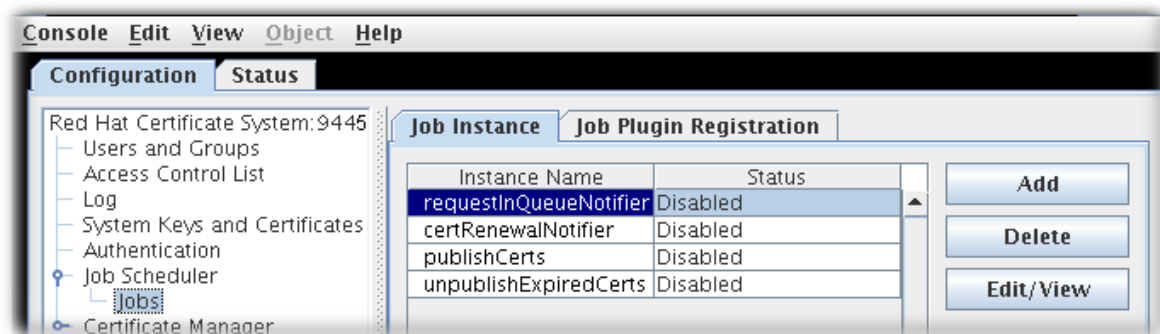 Console Edit View Object Help
Configuration Status
Red Hat Certificate System:9445
Users and Groups
Access Control List
Log
System Keys and Certificates
Authentication
Job Scheduler
Jobs
Certificate Manager
Job Instance Job Plugin Registration
Instance Name Status
requestInQueueNotifier Disabled
certRenewalNotifier Disabled
publishCerts Disabled
unpublishExpiredCerts Disabled
Add
Delete
Edit/View